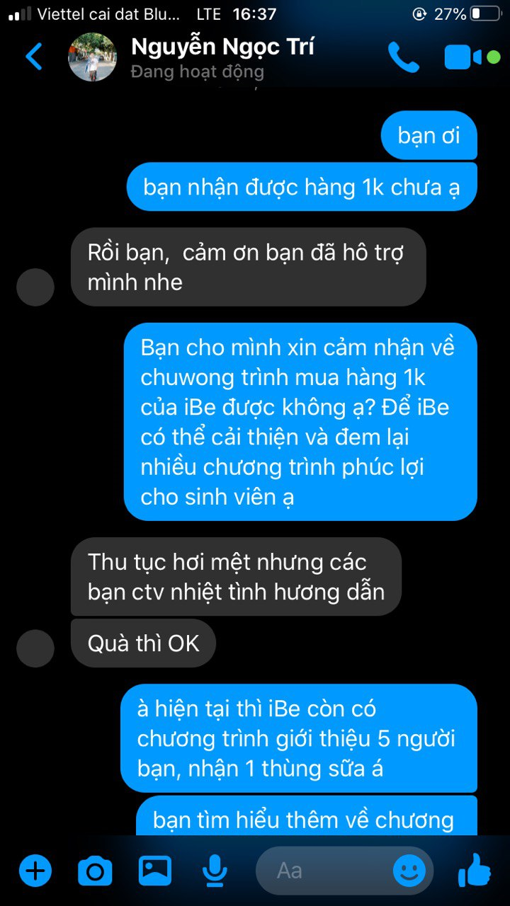 Viettel cai dat Blu... LTE 16:37 27%
Nguyễn Ngọc Trí
Đang hoạt động
bạn ơi
bạn nhận được hàng 1k chưa ạ
Rồi bạn, cảm ơn bạn đã hô trợ
mình nhe
Bạn cho mình xin cảm nhận về
chuwong trình mua hàng 1k
của iBe được không ạ? Để iBe
có thể cải thiện và đem lại
nhiều chương trình phúc lợi
cho sinh viên ạ
Thu tục hơi mệt nhưng các
bạn ctv nhiệt tình hương dẫn
Quà thì OK
à hiện tại thì iBe còn có
chương trình giới thiệu 5 người
bạn, nhận 1 thùng sữa á
bạn tìm hiểu thêm về chương
Aa